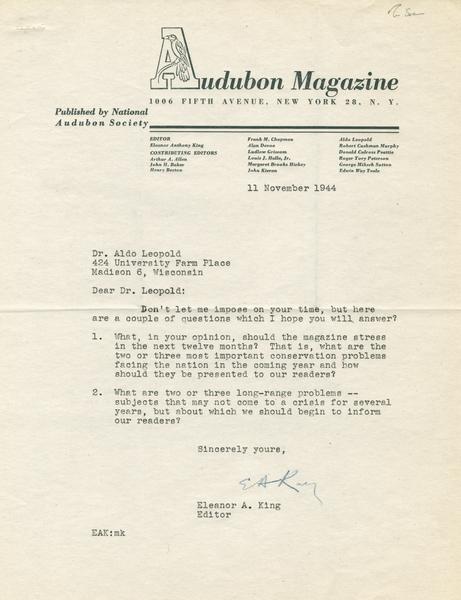 Audubon Magazine
1006 FIFTH AVENUE, NEW YORK 28, N. Y.
Published by National
Audubon Society
EDITOR
Eleanor Anthony King
CONTRIBUTING EDITORS
Arthur A. Allen
John H. Baker
Henry Beston
Frank M. Chapman
Alan Devoe
Ludlow Griscom
Louis J. Halle, Jr.
Margaret Brooks Hickey
John Kieran
Aldo Leopold
Robert Cushman Murphy
Donald Culross Peattie
Roger Tory Peterson
George Miksch Sutton
Edwin Way Teale
11 November 1944
Dr. Aldo Leopold
424 University Farm Place
Madison 6, Wisconsin
Dear Dr. Leopold:
Don't let me impose on your time, but here
are a couple of questions which I hope you will answer?
1. What, in your opinion, should the magazine stress
in the next twelve months? That is, what are the
two or three most important conservation problems
facing the nation in the coming year and how
should they be presented to our readers?
2. What are two or three long-range problems --
subjects that may not come to a crisis for several
years, but about which we should begin to inform
our readers?
Sincerely yours,
EAKing
Eleanor A. King
Editor
EAK:mk